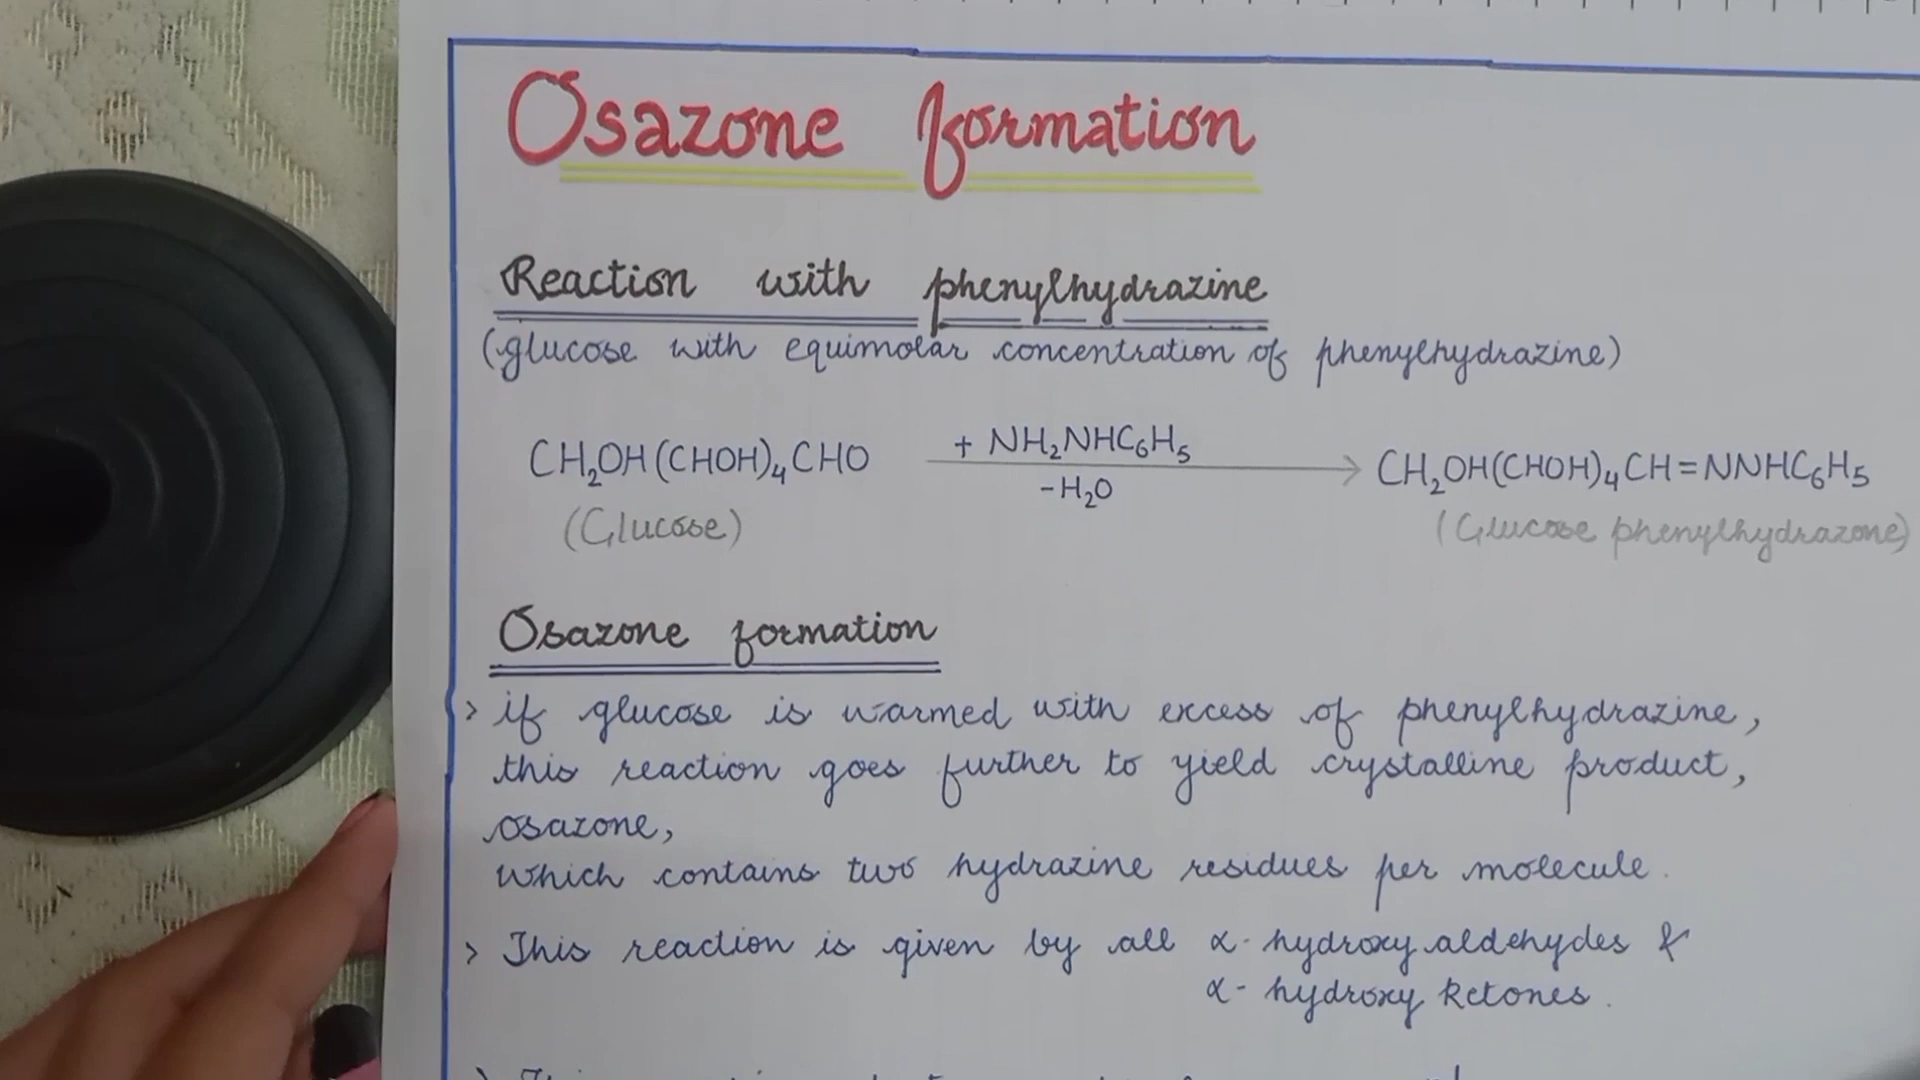 Osazone formation
Reaction with phenylhydrazine
(glucose with equimolar concentration of phenylhydrazine)
CH₂OH(CHOH)₄CHO + NH₂NHC₆H₅ → CH₂OH(CHOH)₄CH=NNHC₆H₅
-H₂O
(Glucose) (Glucose phenylhydrazone)
Osazone formation
> if glucose is warmed with excess of phenylhydrazine,
this reaction goes further to yield crystalline product,
osazone,
which contains two hydrazine residues per molecule.
> This reaction is given by all α-hydroxy aldehydes &
α-hydroxy ketones.